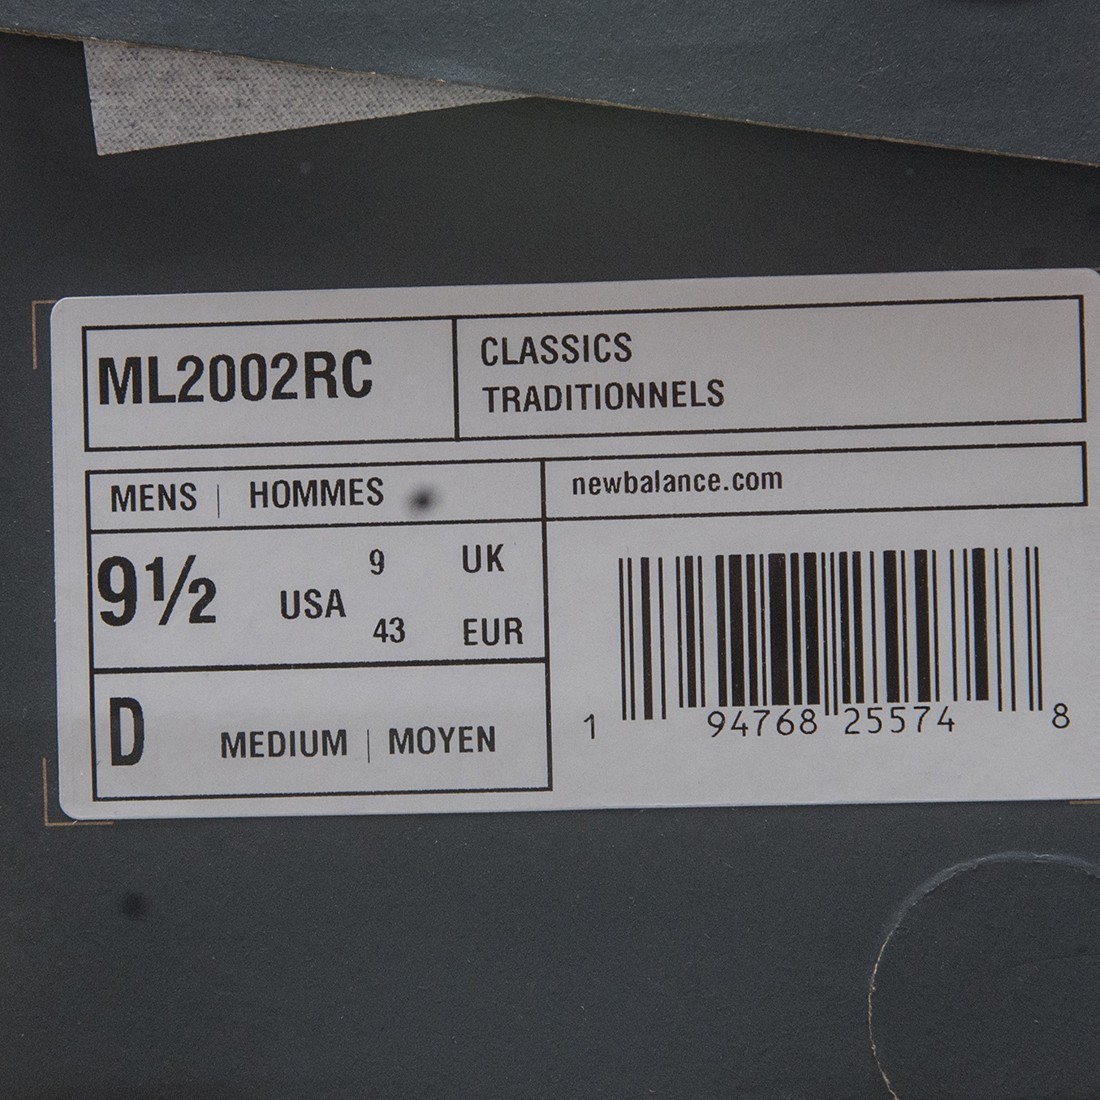 ML2002RC
CLASSICS
TRADITIONNELS
MENS | HOMMES
newbalance.com
9½ USA
9 UK
43 EUR
D MEDIUM | MOYEN
1 94768 25574 8